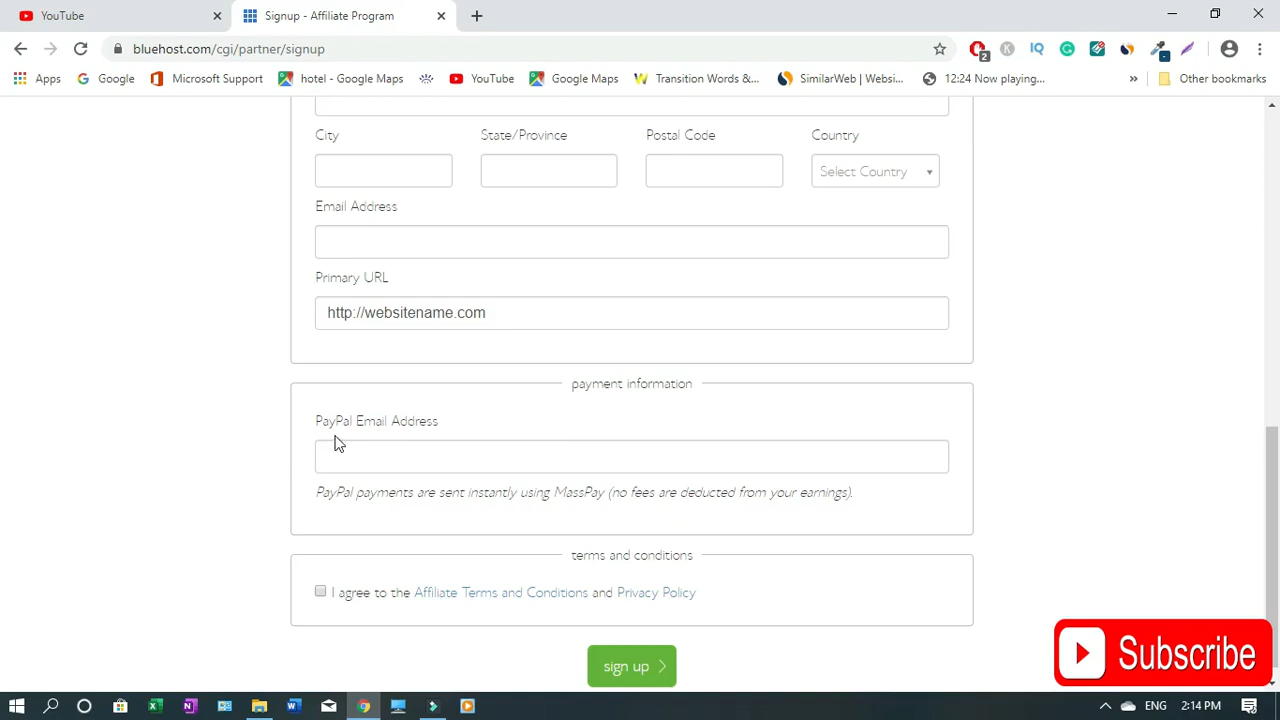 YouTube
Signup - Affiliate Program
bluehost.com/cgi/partner/signup
2
K
IQ
Apps
Google
Microsoft Support
hotel - Google Maps
YouTube
Google Maps
Transition Words &...
SimilarWeb | Websi...
12:24 Now playing...
»
Other bookmarks
City
State/Province
Postal Code
Country
Select Country
Email Address
Primary URL
http://websitename.com
payment information
PayPal Email Address
PayPal payments are sent instantly using MassPay (no fees are deducted from your earnings).
terms and conditions
I agree to the Affiliate Terms and Conditions and Privacy Policy
sign up
Subscribe
ENG
2:14 PM